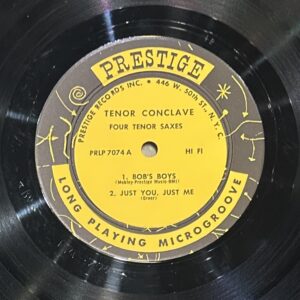 PRESTIGE
PRESTIGE RECORDS INC. • 446 W. 50th ST., N. Y. C.
TENOR CONCLAVE
FOUR TENOR SAXES
PRLP 7074 A HI FI
1. BOB'S BOYS
(Mobley-Prestige Music-BMI)
2. JUST YOU, JUST ME
(Greer)
LONG PLAYING MICROGROOVE